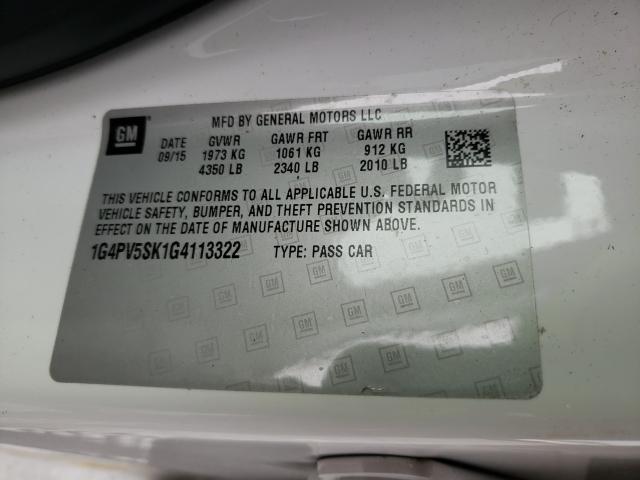 GM
MFD BY GENERAL MOTORS LLC
DATE GVWR GAWR FRT GAWR RR
09/15 1973 KG 1061 KG 912 KG
4350 LB 2340 LB 2010 LB
THIS VEHICLE CONFORMS TO ALL APPLICABLE U.S. FEDERAL MOTOR
VEHICLE SAFETY, BUMPER, AND THEFT PREVENTION STANDARDS IN
EFFECT ON THE DATE OF MANUFACTURE SHOWN ABOVE.
1G4PV5SK1G4113322 TYPE: PASS CAR